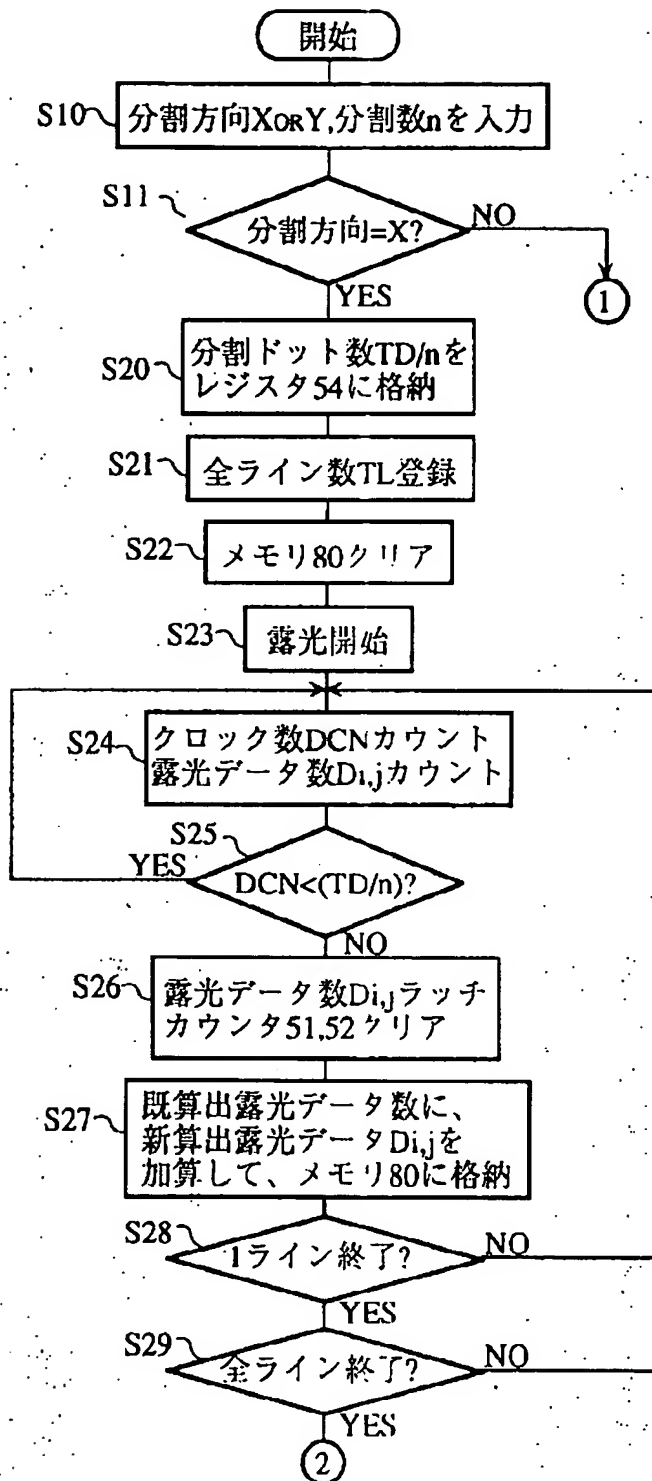 開始
S10
分割方向XORY,分割数nを入力
S11
分割方向=X?
NO
1
YES
S20
分割ドット数TD/nを
レジスタ54に格納
S21
全ライン数TL登録
S22
メモリ80クリア
S23
露光開始
S24
クロック数DCNカウント
露光データ数Di,jカウント
S25
YES
DCN<(TD/n)?
NO
S26
露光データ数Di,jラッチ
カウンタ51,52クリア
S27
既算出露光データ数に、
新算出露光データDi,jを
加算して、メモリ80に格納
S28
1ライン終了?
NO
YES
S29
全ライン終了?
NO
YES
2